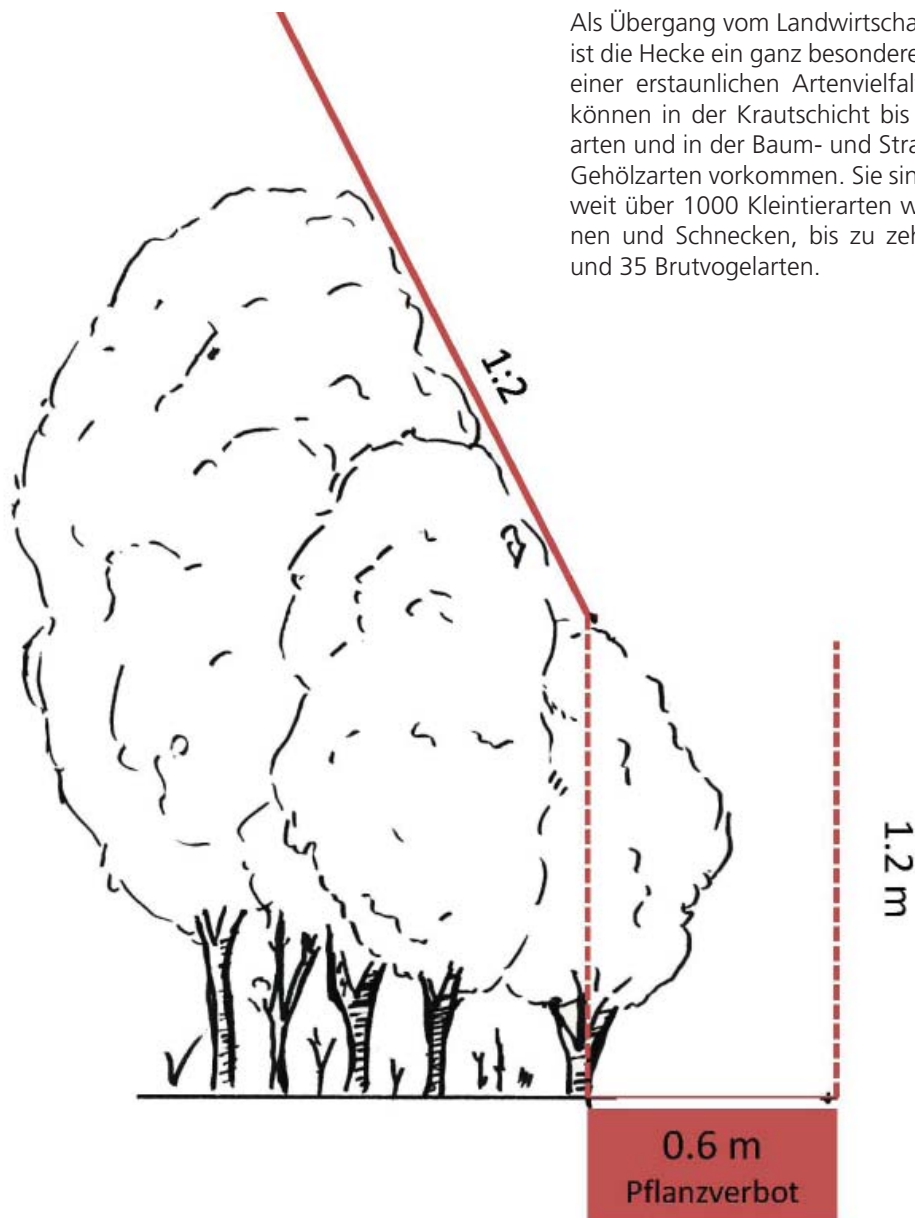 Als Übergang vom Landwirtscha
ist die Hecke ein ganz besondere
einer erstaunlichen Artenvielfal
können in der Krautschicht bis
arten und in der Baum- und Stra
Gehölzarten vorkommen. Sie sin
weit über 1000 Kleintierarten w
nen und Schnecken, bis zu zeh
und 35 Brutvogelarten.
1:2
1.2 m
0.6 m
Pflanzverbot